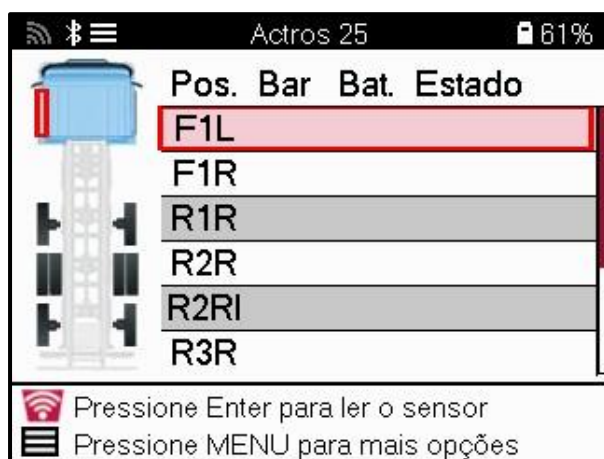 Actros 25 61%
Pos. Bar Bat. Estado
F1L
F1R
R1R
R2R
R2RI
R3R
Pressione Enter para ler o sensor
Pressione MENU para mais opções